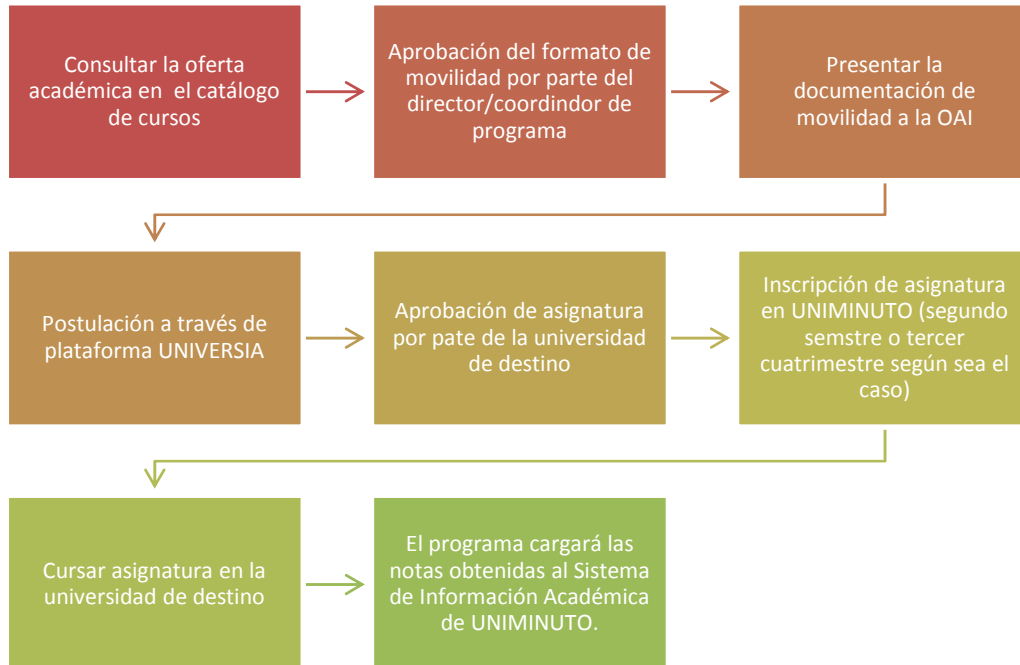 Consultar la oferta
académica en el catálogo
de cursos
Aprobación del formato de
movilidad por parte del
director/coordindor de
programa
Presentar la
documentación de
movilidad a la OAI
Postulación a través de
plataforma UNIVERSIA
Aprobación de asignatura
por pate de la universidad
de destino
Inscripción de asignatura
en UNIMINUTO (segundo
semstre o tercer
cuatrimestre según sea el
caso)
Cursar asignatura en la
universidad de destino
El programa cargará las
notas obtenidas al Sistema
de Información Académica
de UNIMINUTO.